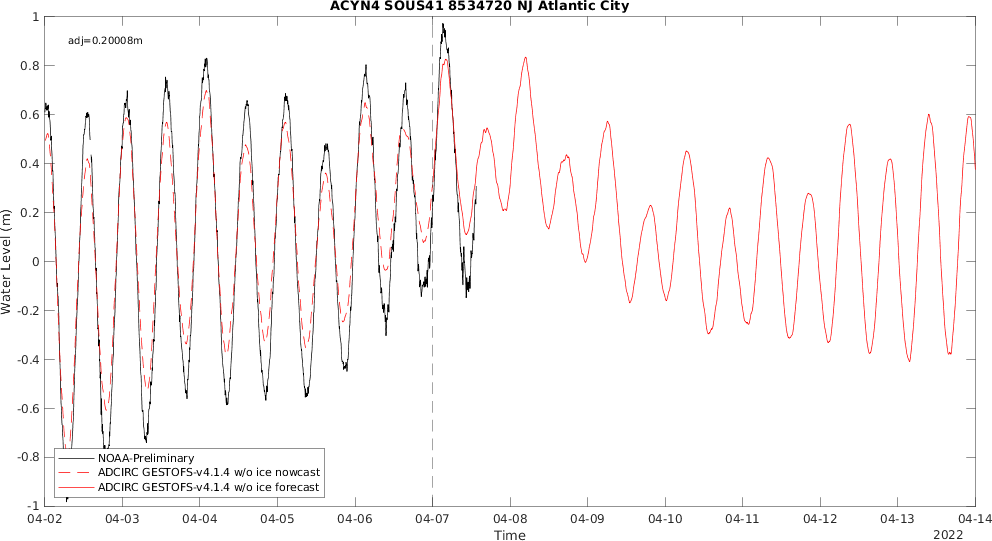 ACYN4 SOUS41 8534720 NJ Atlantic City
adj=0.20008m
1
0.8
0.6
0.4
0.2
0
-0.2
-0.4
-0.6
-0.8
-1
Water Level (m)
NOAA-Preliminary
ADCIRC GESTOFS-v4.1.4 w/o ice nowcast
ADCIRC GESTOFS-v4.1.4 w/o ice forecast
04-02 04-03 04-04 04-05 04-06 04-07 04-08 04-09 04-10 04-11 04-12 04-13 04-14
Time
2022